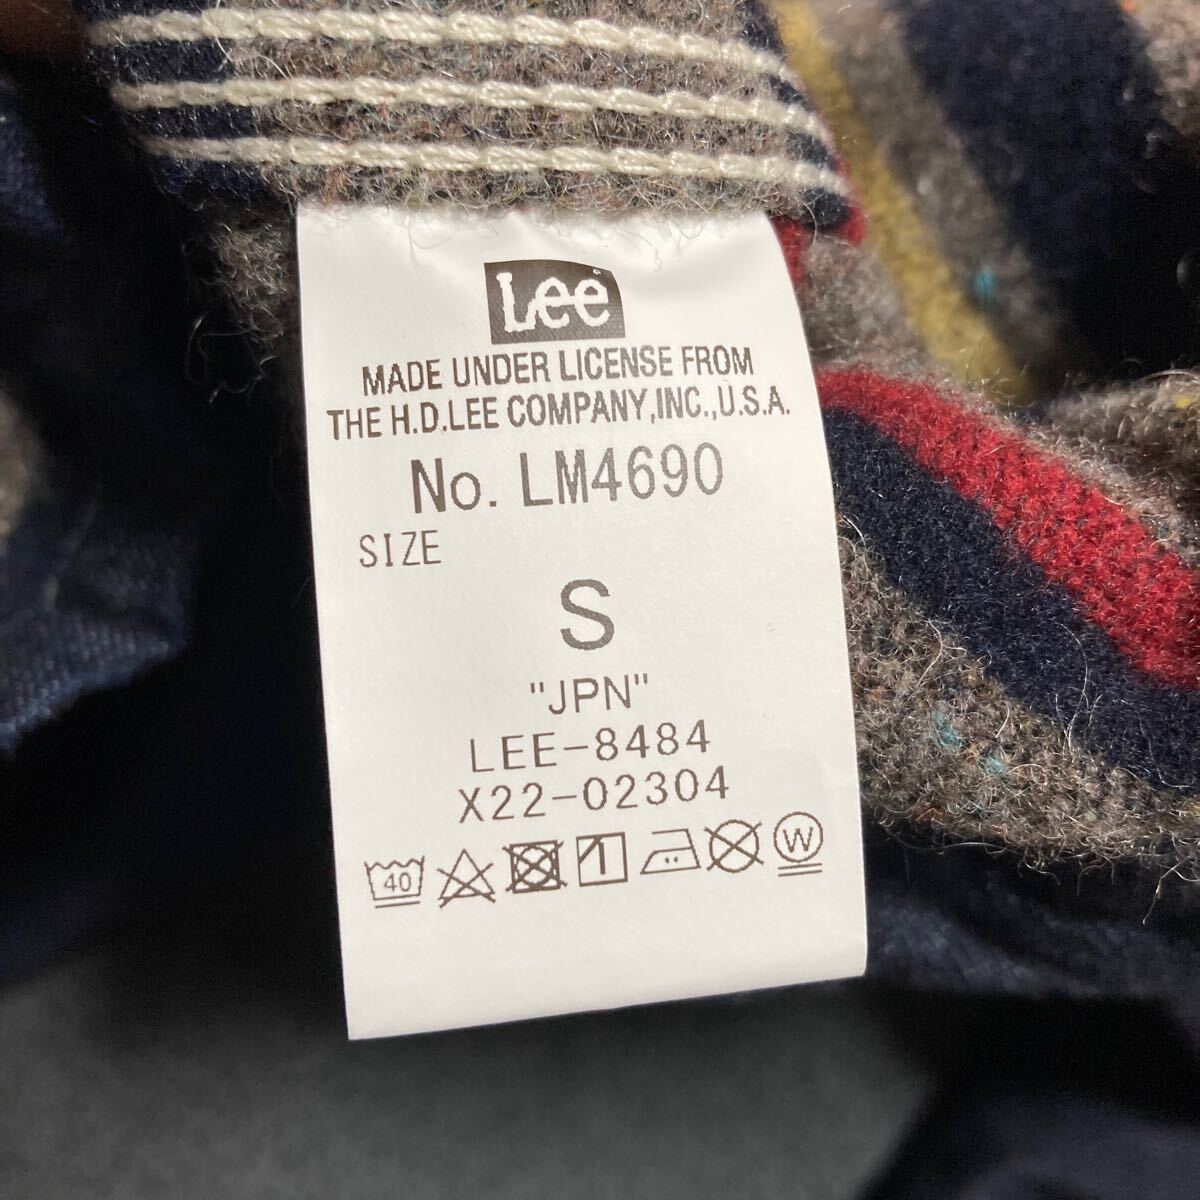 Lee
MADE UNDER LICENSE FROM
THE H.D.LEE COMPANY,INC.,U.S.A.
No. LM4690
SIZE
S
"JPN"
LEE-8484
X22-02304
40 W